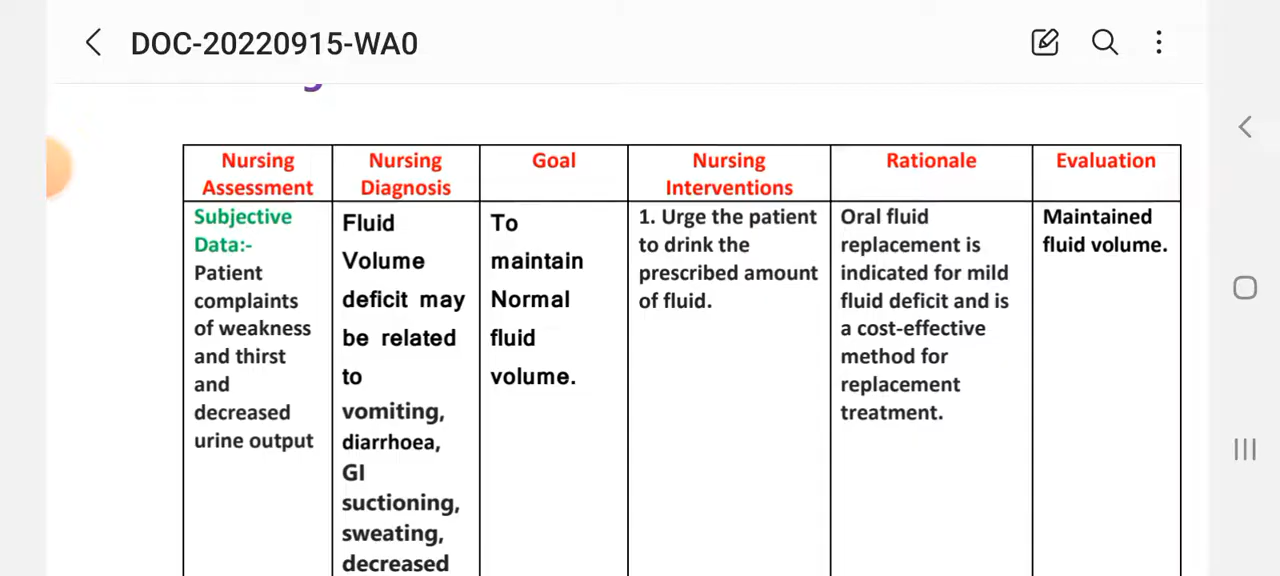 DOC-20220915-WA0
Nursing
Assessment
Nursing
Diagnosis
Goal
Nursing
Interventions
Rationale
Evaluation
Subjective
Data:-
Patient
complaints
of weakness
and thirst
and
decreased
urine output
Fluid
Volume
deficit may
be related
to
vomiting,
diarrhoea,
GI
suctioning,
sweating,
decreased
To
maintain
Normal
fluid
volume.
1. Urge the patient
to drink the
prescribed amount
of fluid.
Oral fluid
replacement is
indicated for mild
fluid deficit and is
a cost-effective
method for
replacement
treatment.
Maintained
fluid volume.